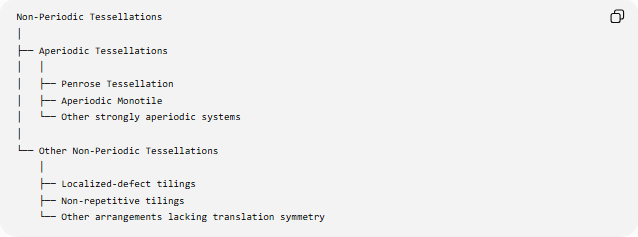 Non-Periodic Tessellations
│
├── Aperiodic Tessellations
│   │
│   ├── Penrose Tessellation
│   ├── Aperiodic Monotile
│   └── Other strongly aperiodic systems
│
└── Other Non-Periodic Tessellations
    │
    ├── Localized-defect tilings
    ├── Non-repetitive tilings
    └── Other arrangements lacking translation symmetry